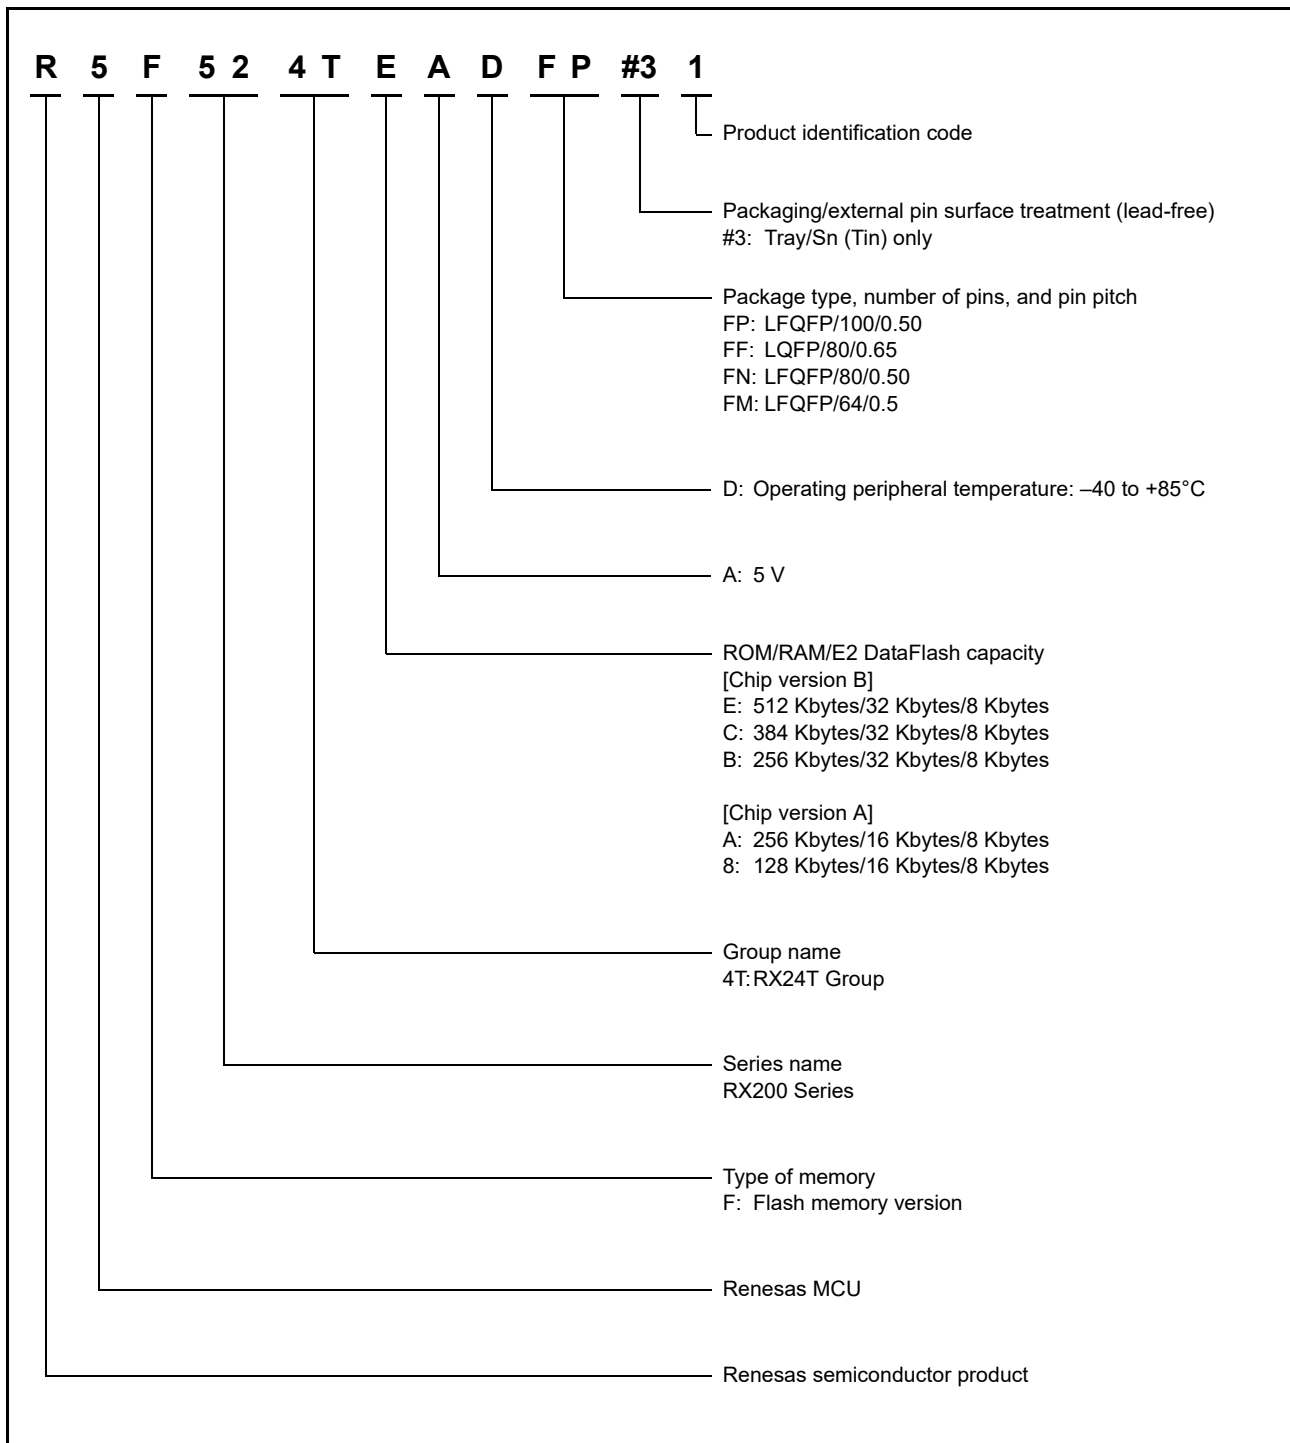 R 5 F 5 2 4 T E A D F P #3 1
Product identification code
Packaging/external pin surface treatment (lead-free)
#3: Tray/Sn (Tin) only
Package type, number of pins, and pin pitch
FP: LFQFP/100/0.50
FF: LQFP/80/0.65
FN: LFQFP/80/0.50
FM: LFQFP/64/0.5
D: Operating peripheral temperature: –40 to +85°C
A: 5 V
ROM/RAM/E2 DataFlash capacity
[Chip version B]
E: 512 Kbytes/32 Kbytes/8 Kbytes
C: 384 Kbytes/32 Kbytes/8 Kbytes
B: 256 Kbytes/32 Kbytes/8 Kbytes
[Chip version A]
A: 256 Kbytes/16 Kbytes/8 Kbytes
8: 128 Kbytes/16 Kbytes/8 Kbytes
Group name
4T: RX24T Group
Series name
RX200 Series
Type of memory
F: Flash memory version
Renesas MCU
Renesas semiconductor product